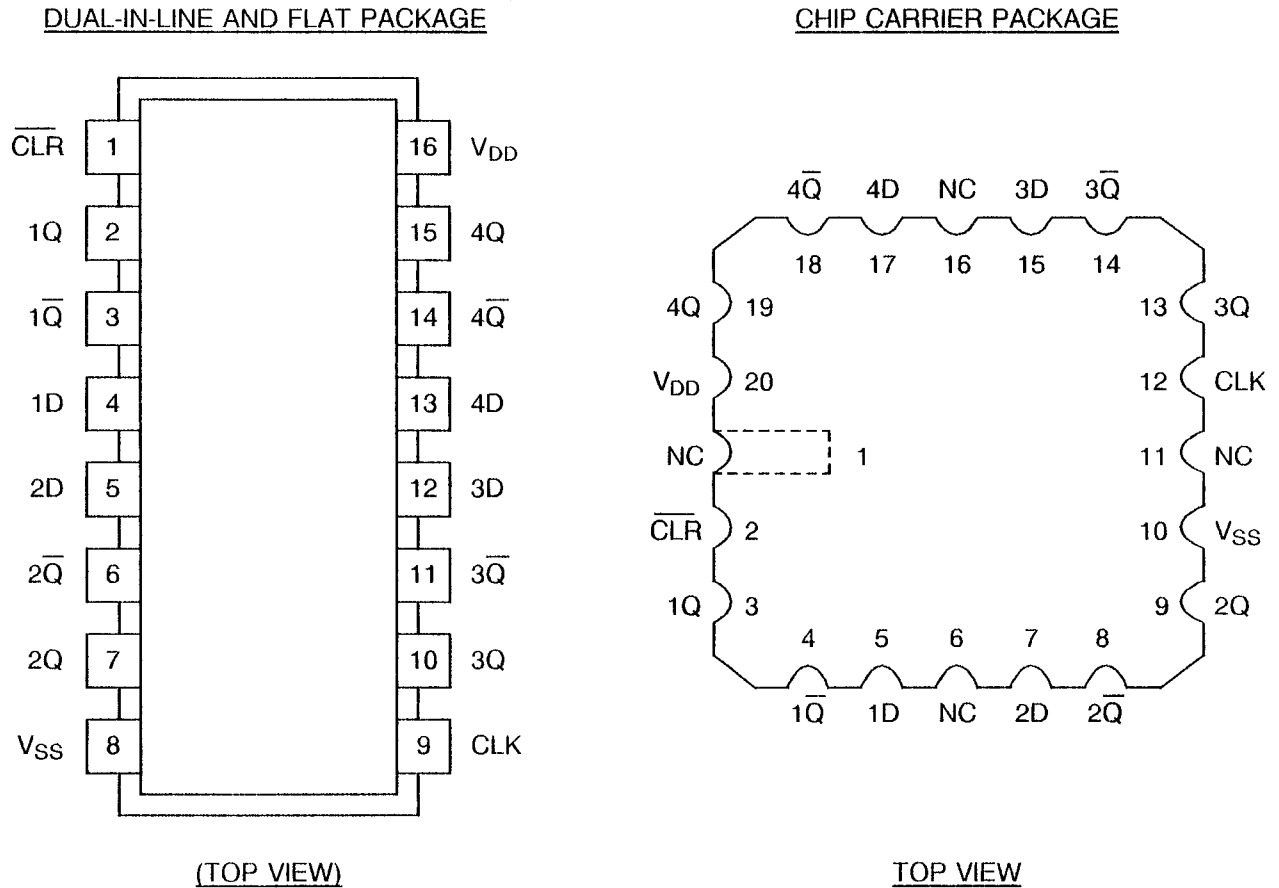 DUAL-IN-LINE AND FLAT PACKAGE
C̅L̅R̅ 1 16 VDD
1Q 2 15 4Q
1Q̅ 3 14 4Q̅
1D 4 13 4D
2D 5 12 3D
2Q̅ 6 11 3Q̅
2Q 7 10 3Q
VSS 8 9 CLK
(TOP VIEW)
CHIP CARRIER PACKAGE
4Q̅ 4D NC 3D 3Q̅
18 17 16 15 14
4Q 19 13 3Q
VDD 20 12 CLK
NC 1 11 NC
C̅L̅R̅ 2 10 VSS
1Q 3 9 2Q
4 5 6 7 8
1Q̅ 1D NC 2D 2Q̅
TOP VIEW